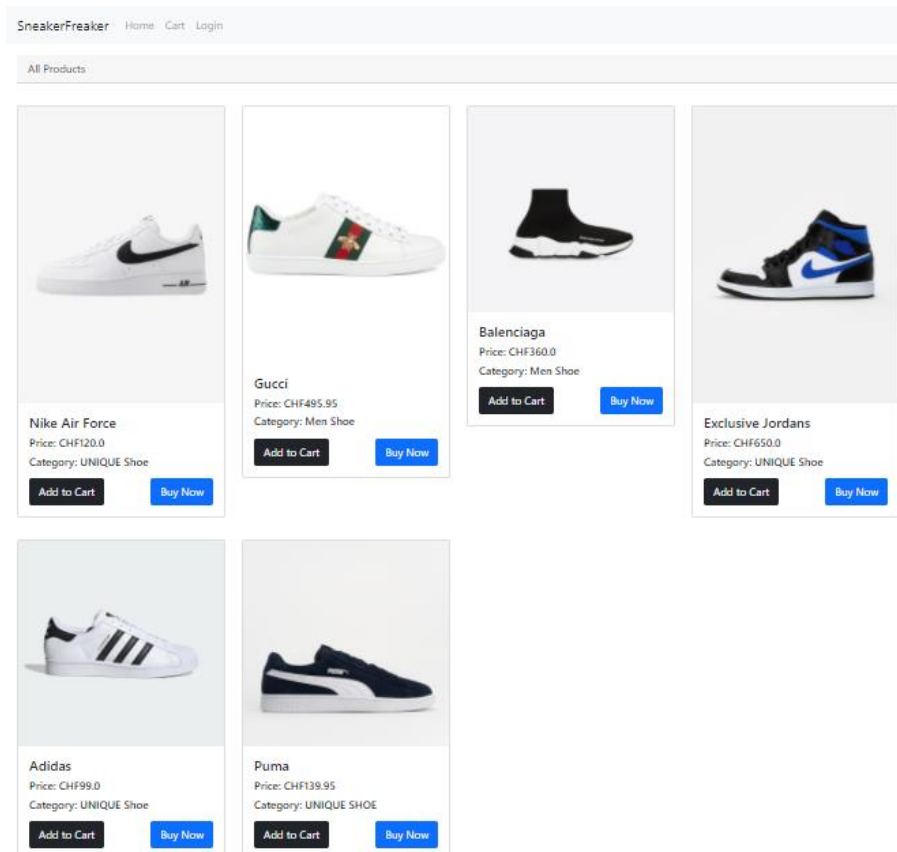 SneakerFreaker Home Cart Login
All Products
Nike Air Force
Price: CHF120.0
Category: UNIQUE Shoe
Add to Cart Buy Now
Gucci
Price: CHF495.95
Category: Men Shoe
Add to Cart Buy Now
Balenciaga
Price: CHF360.0
Category: Men Shoe
Add to Cart Buy Now
Exclusive Jordans
Price: CHF650.0
Category: UNIQUE Shoe
Add to Cart Buy Now
Adidas
Price: CHF99.0
Category: UNIQUE Shoe
Add to Cart Buy Now
Puma
Price: CHF139.95
Category: UNIQUE SHOE
Add to Cart Buy Now